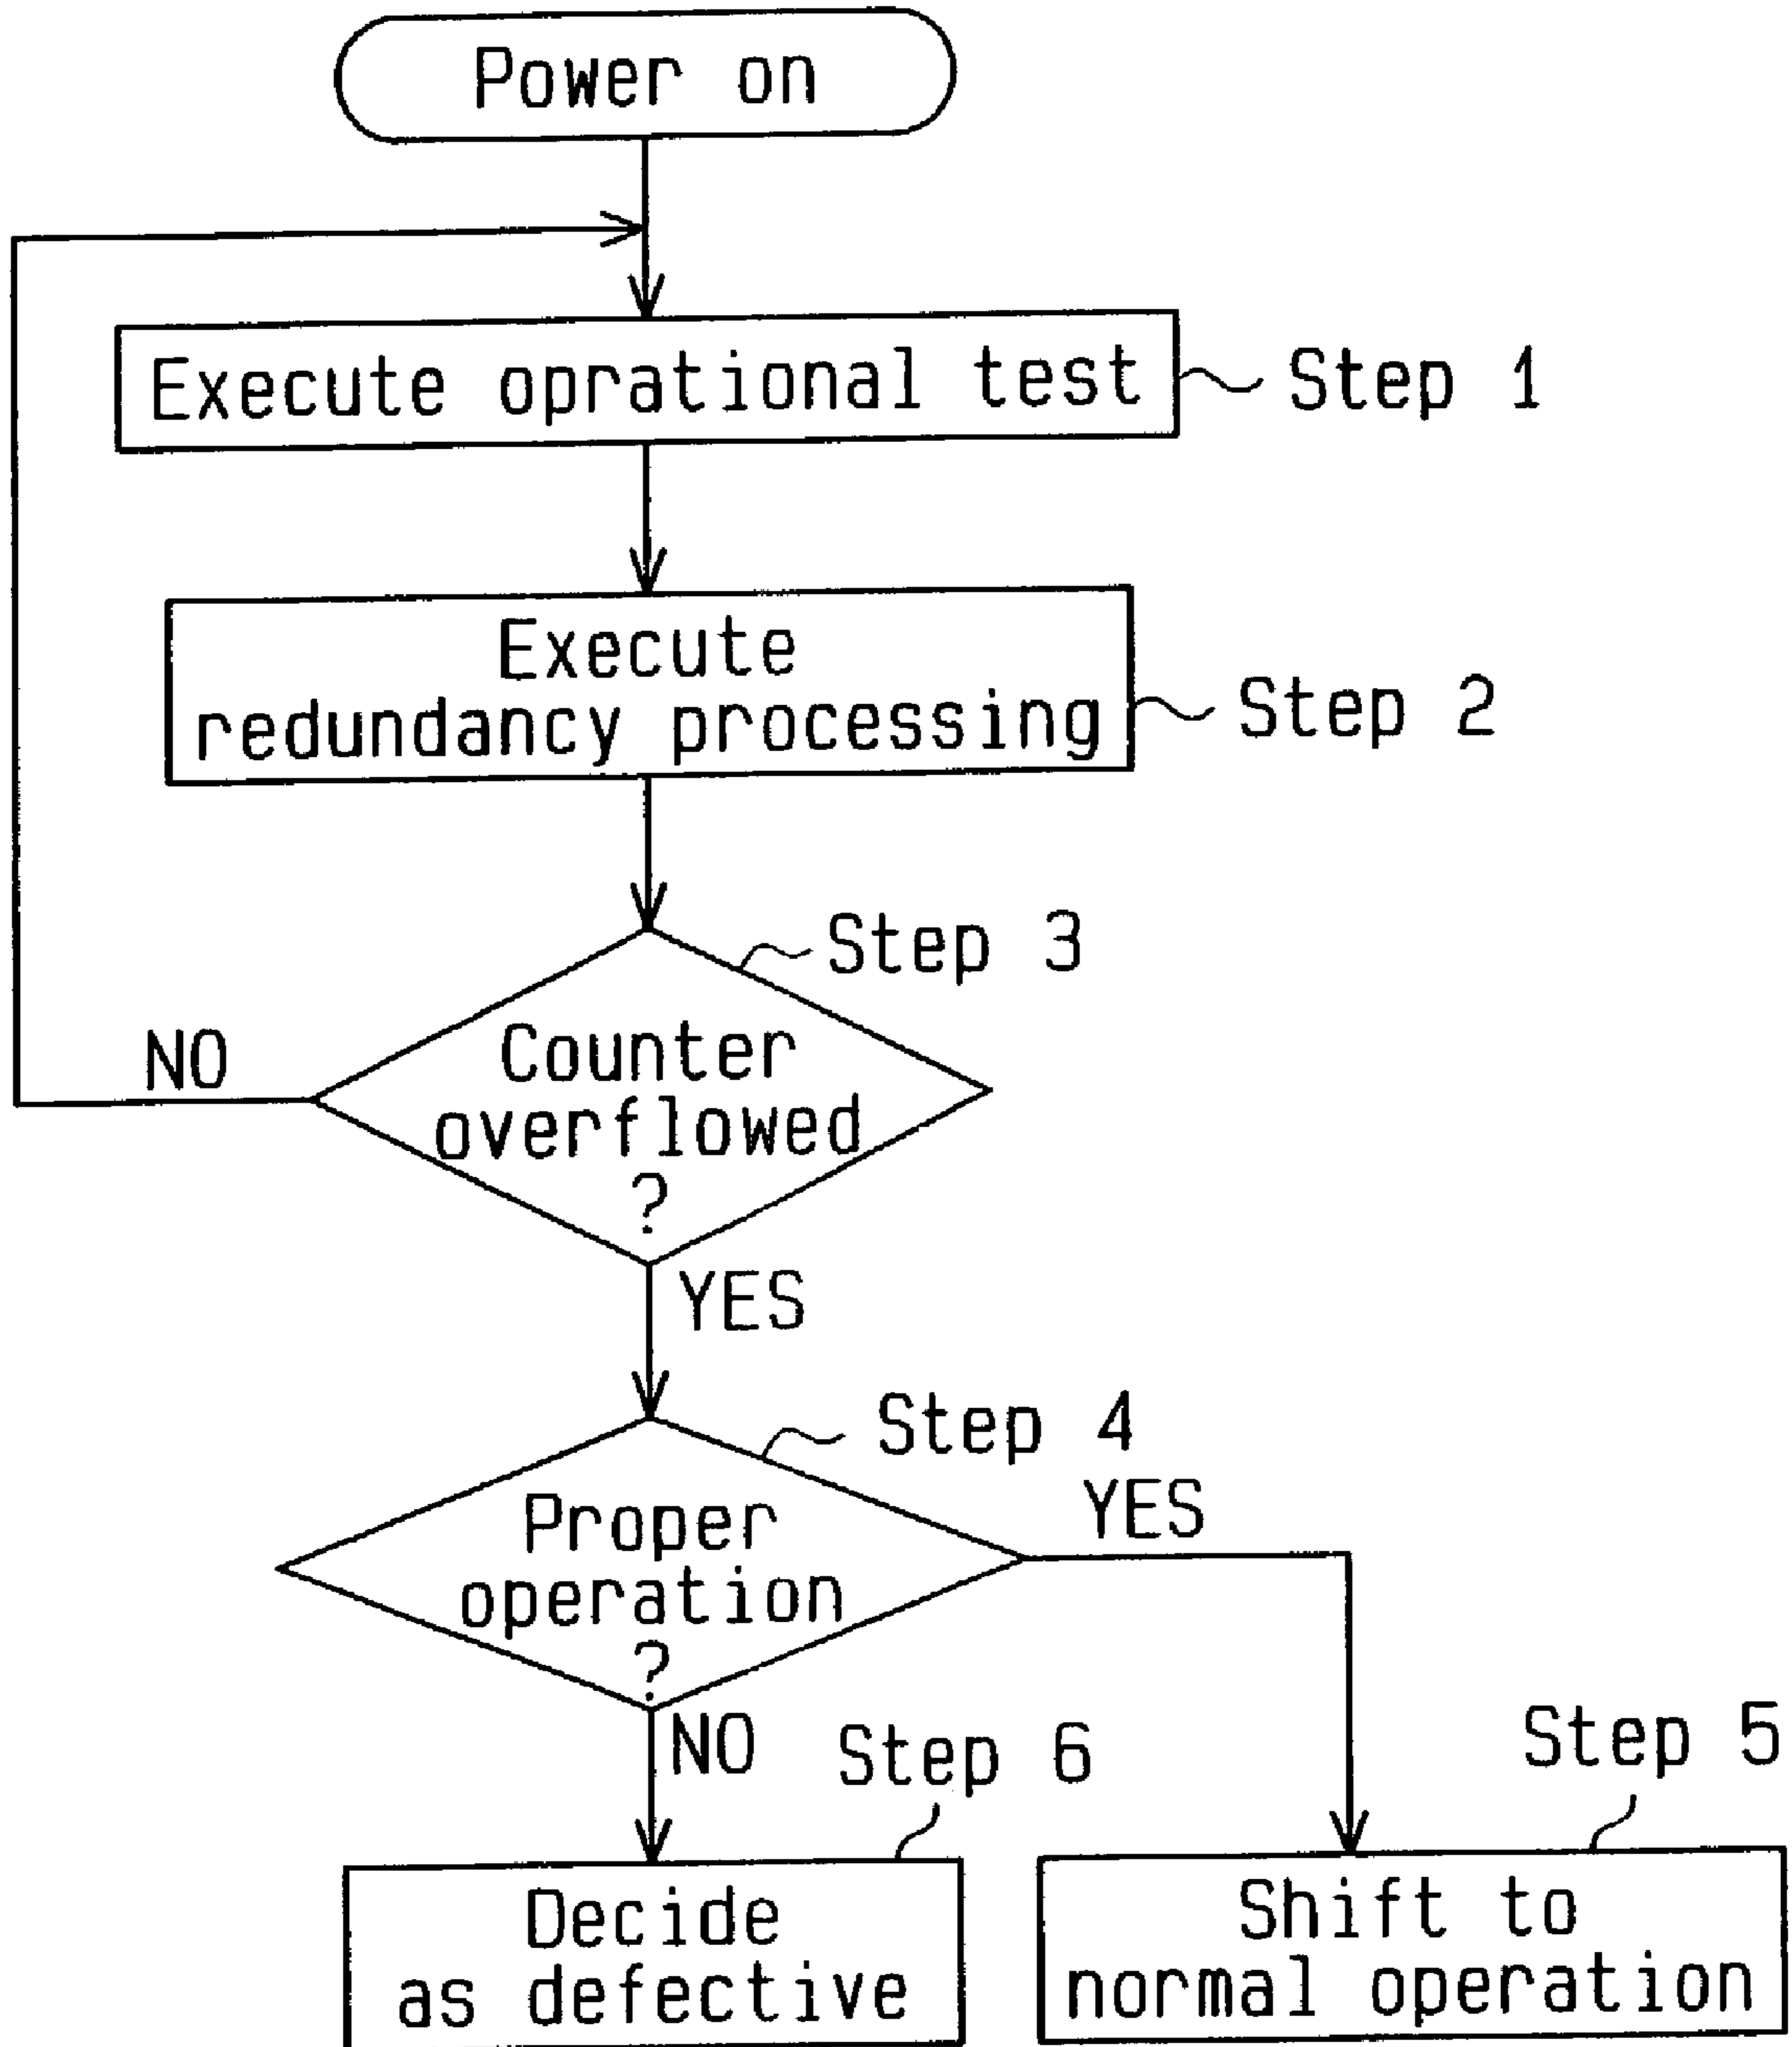 Power on
Execute oprational test
Step 1
Execute
redundancy processing
Step 2
Step 3
Counter
overflowed
?
NO
YES
Step 4
Proper
operation
?
YES
NO
Step 6
Step 5
Decide
as defective
Shift to
normal operation